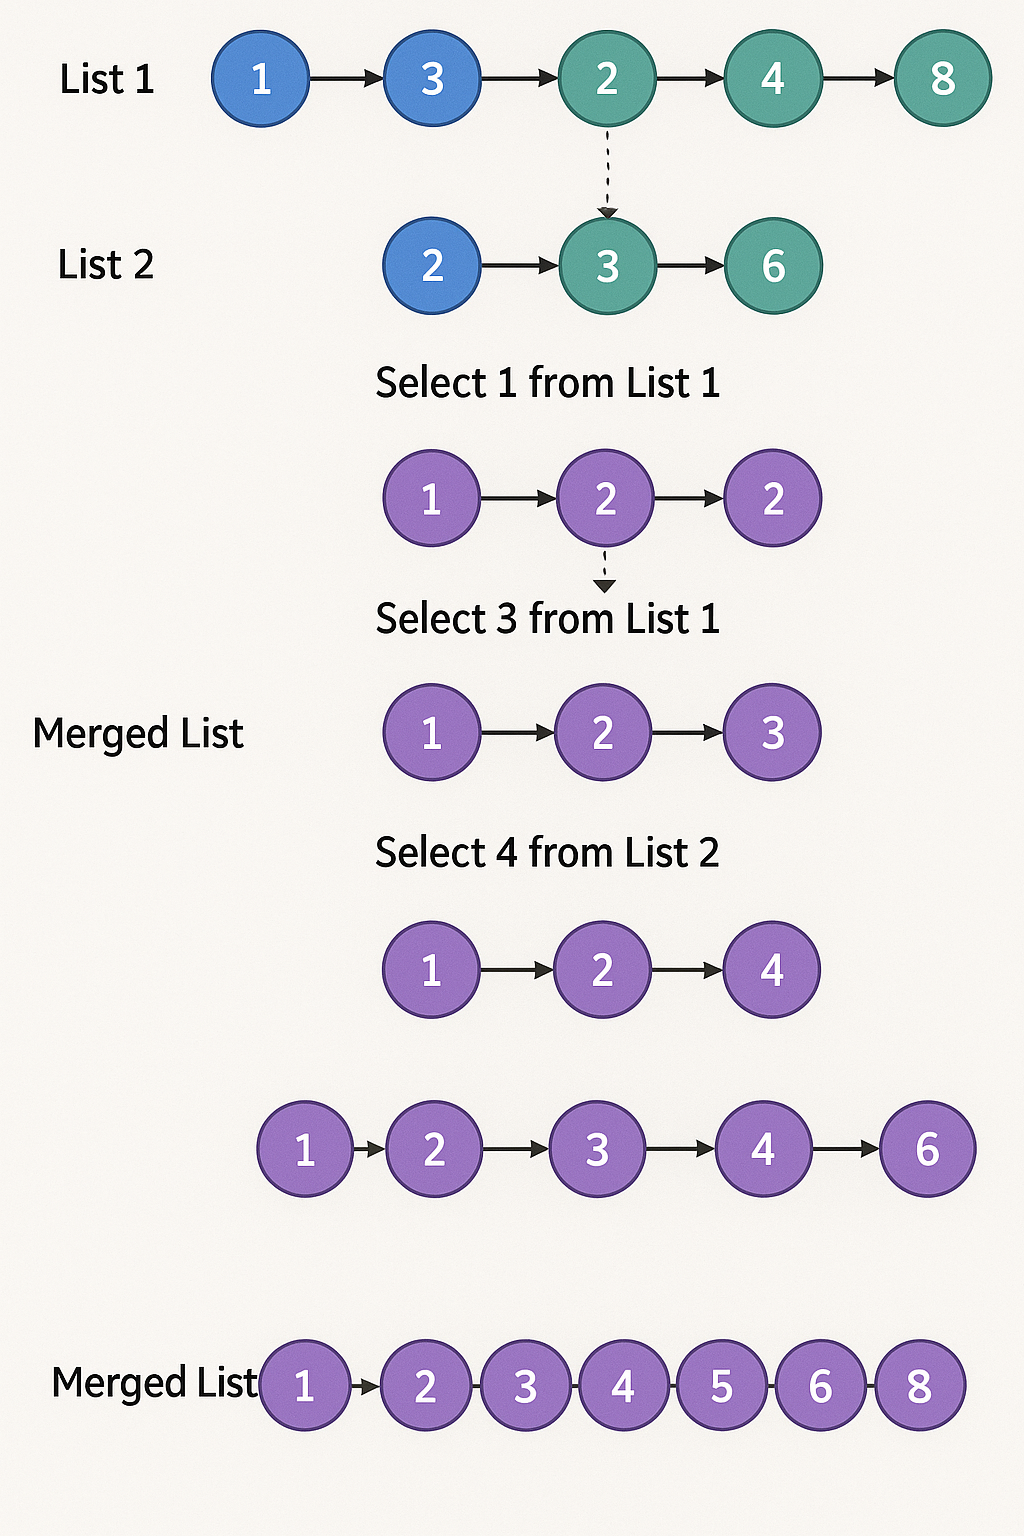 List 1 1 3 2 4 8
List 2 2 3 6
Select 1 from List 1
1 2 2
Select 3 from List 1
Merged List 1 2 3
Select 4 from List 2
1 2 4
1 2 3 4 6
Merged List 1 2 3 4 5 6 8